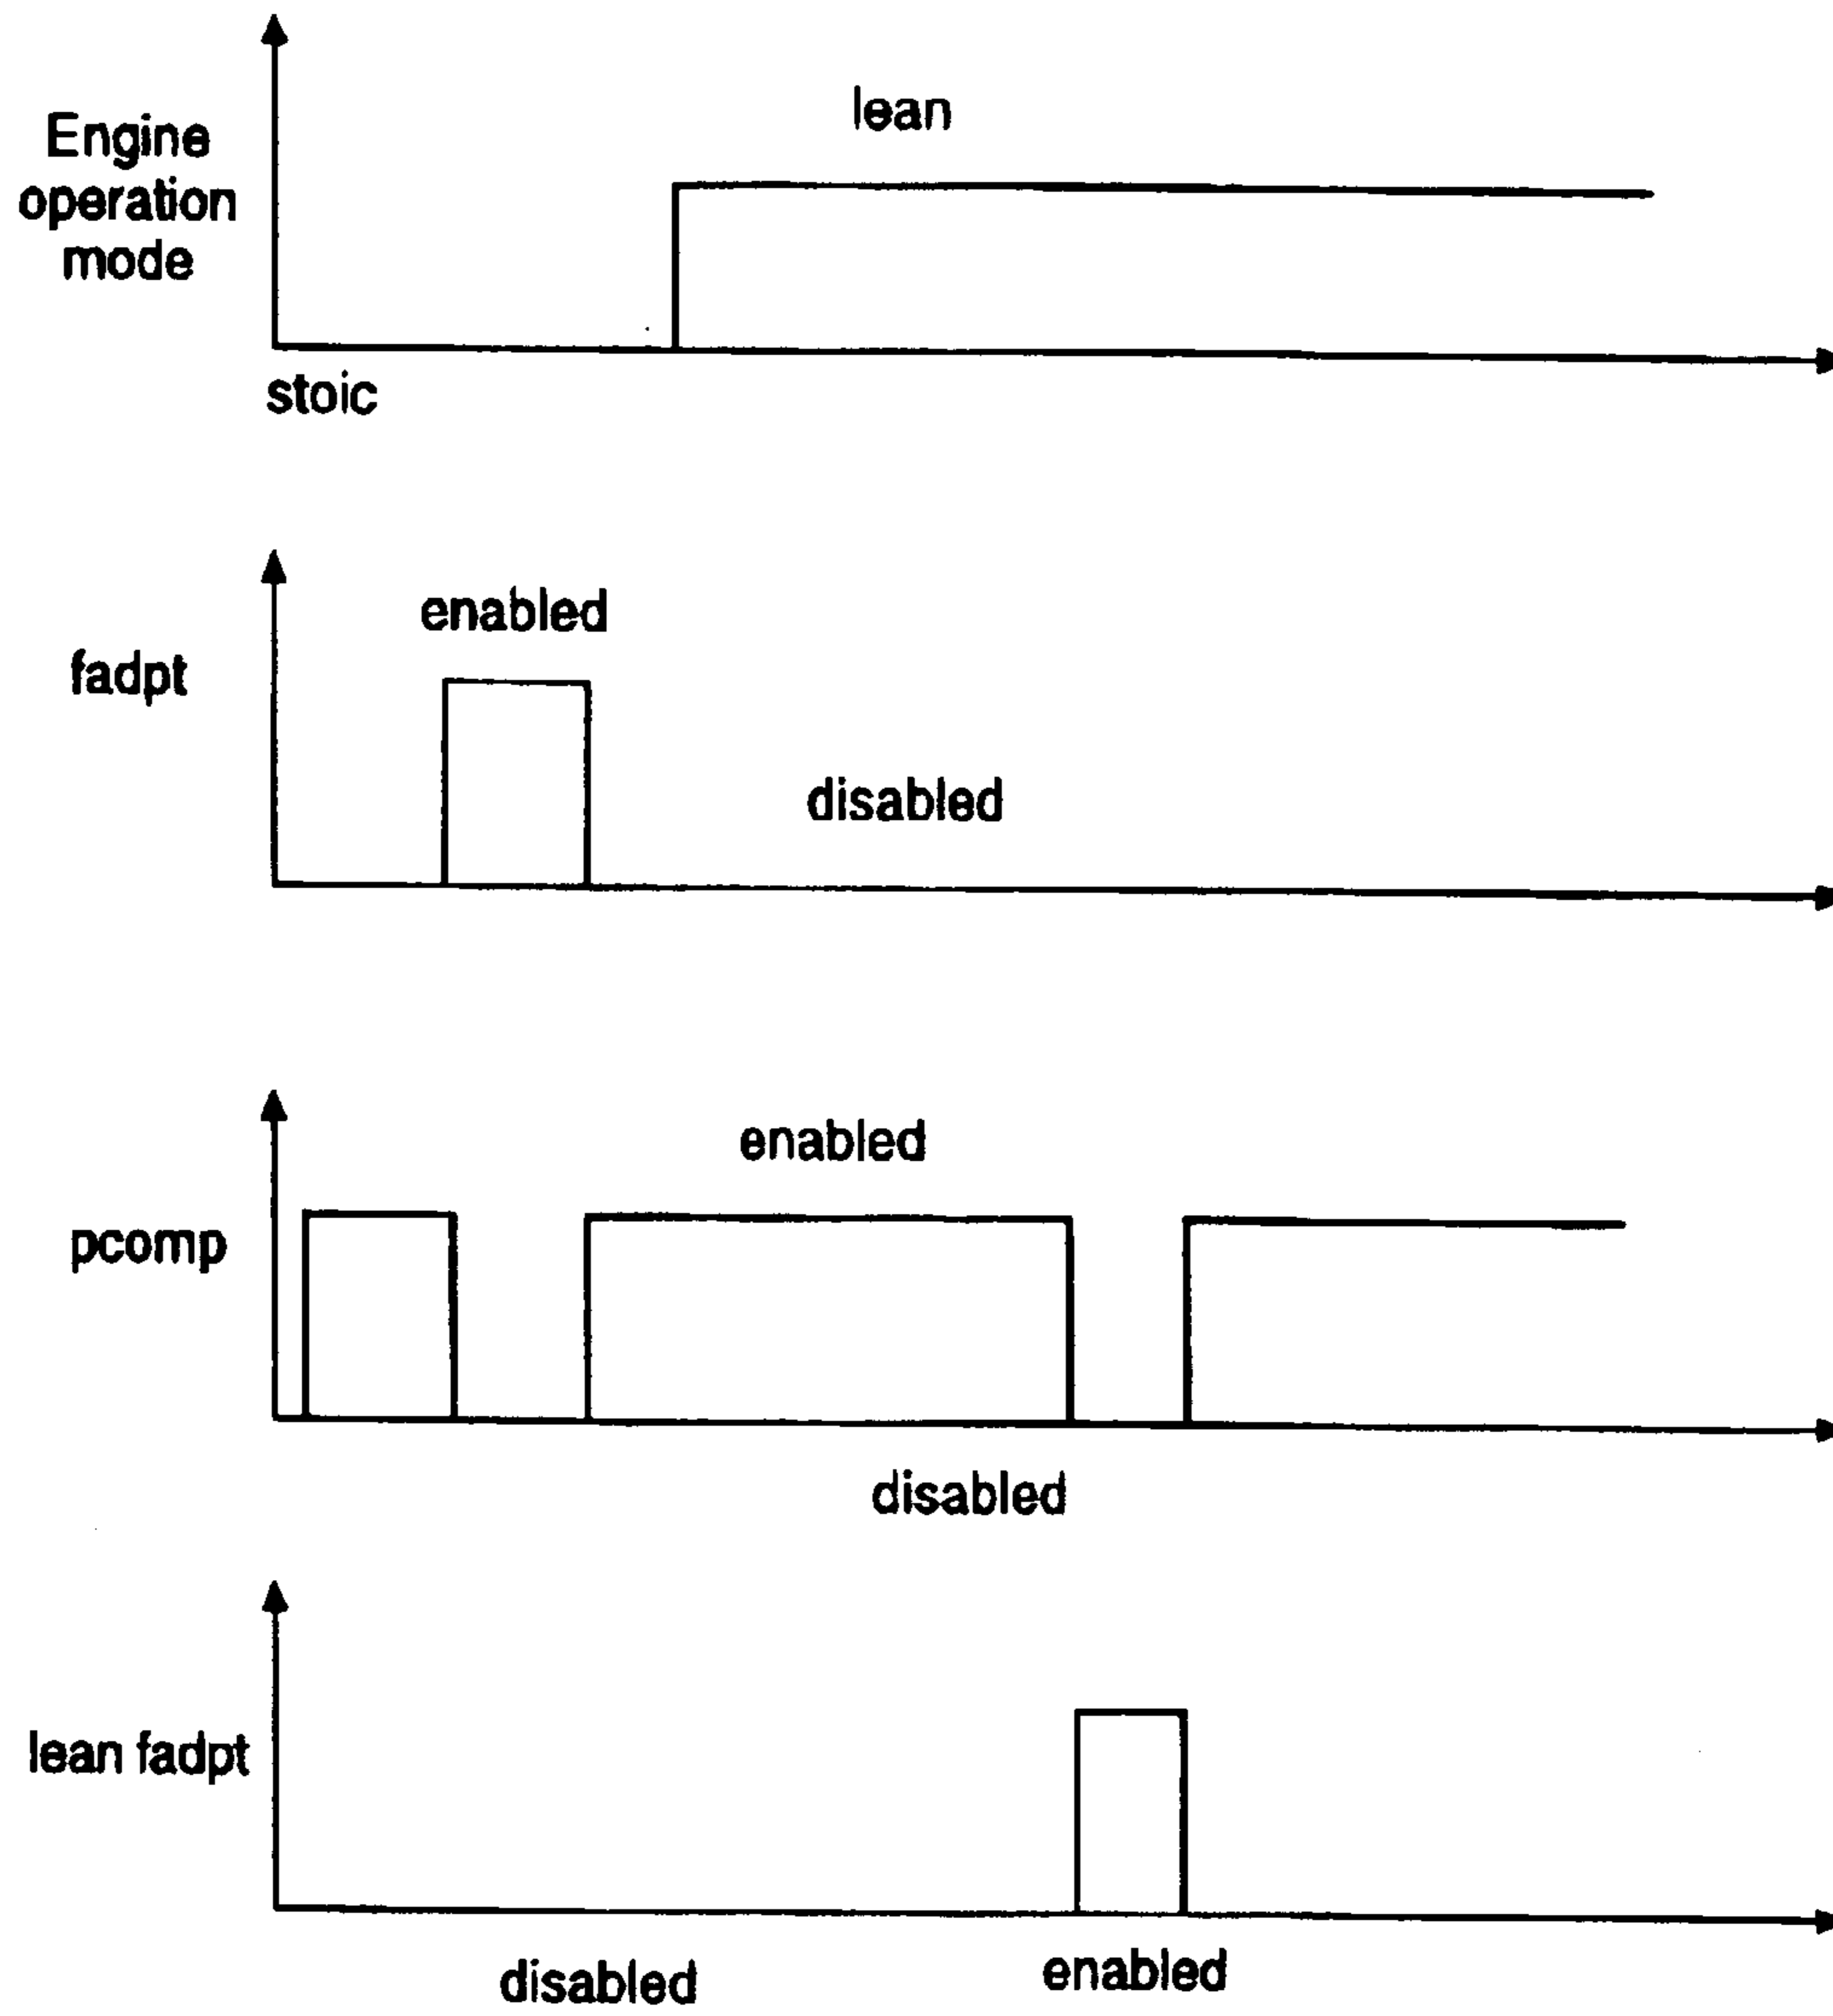 lean
Engine
operation
mode
stoic
enabled
fadpt
disabled
enabled
pcomp
disabled
lean fadpt
disabled
enabled